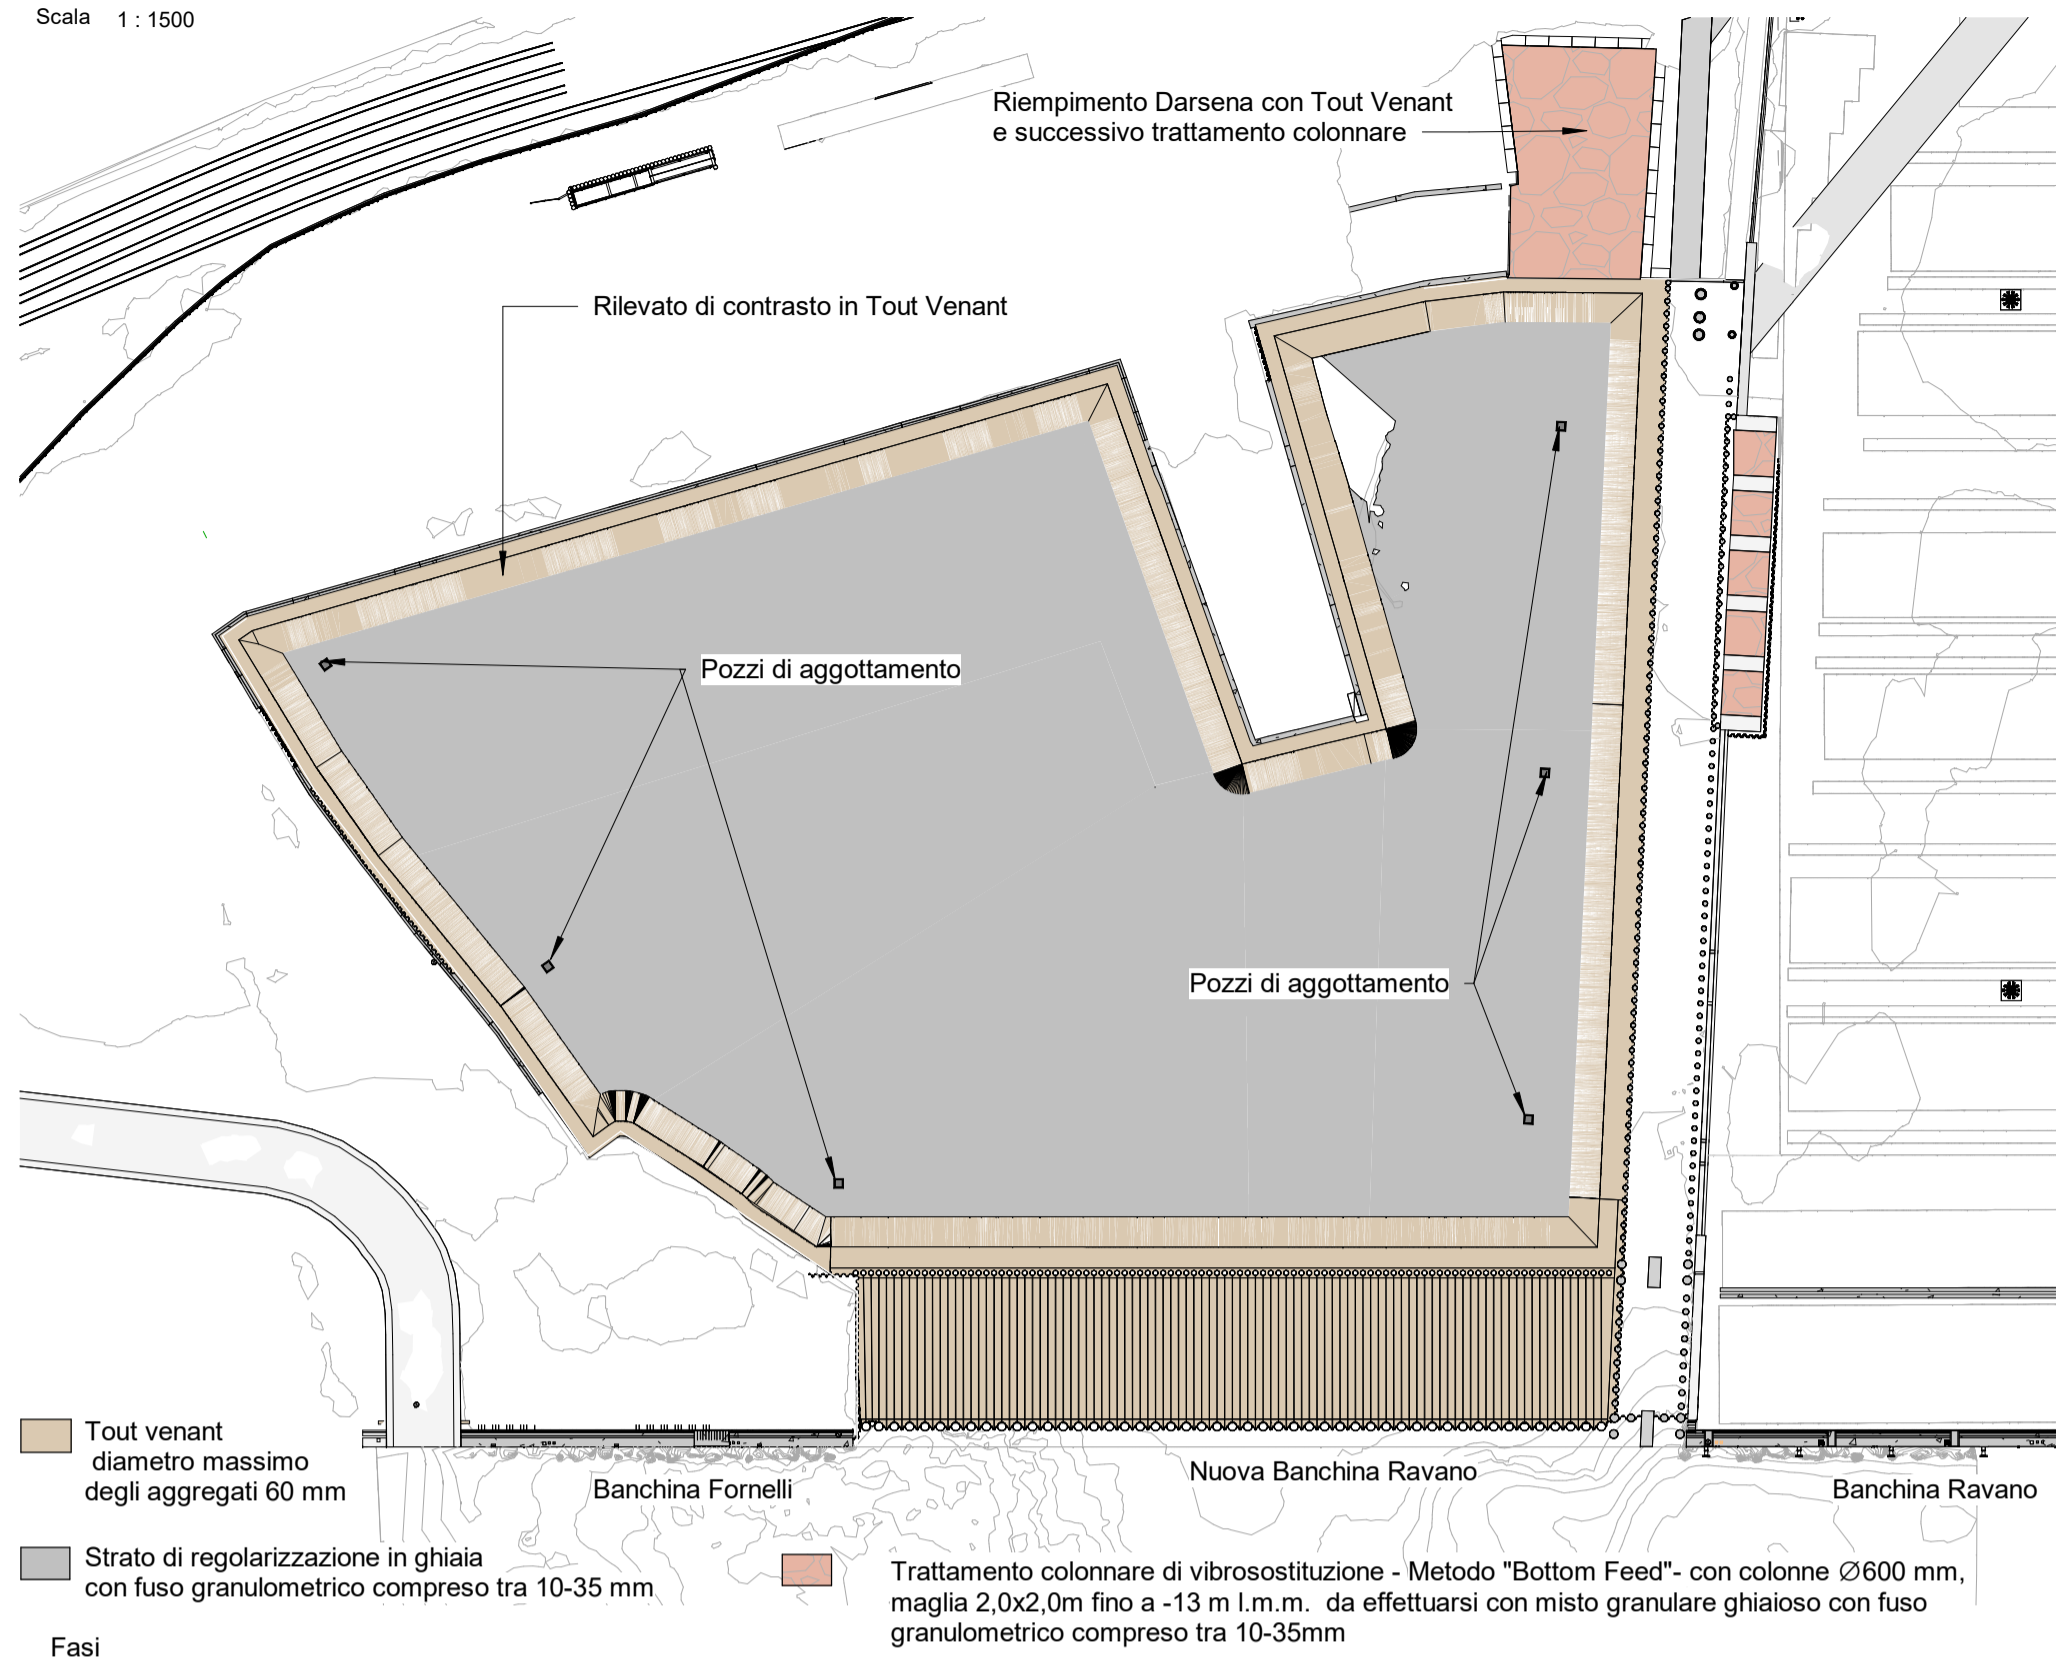 Scala 1 : 1500
Riempimento Darsena con Tout Venant
e successivo trattamento colonnare
Rilevato di contrasto in Tout Venant
Pozzi di aggottamento
Pozzi di aggottamento
Tout venant
diametro massimo
degli aggregati 60 mm
Banchina Fornelli
Nuova Banchina Ravano
Banchina Ravano
Strato di regolarizzazione in ghiaia
con fuso granulometrico compreso tra 10-35 mm
Trattamento colonnare di vibrosostituzione - Metodo "Bottom Feed"- con colonne ∅600 mm,
maglia 2,0x2,0m fino a -13 m l.m.m. da effettuarsi con misto granulare ghiaioso con fuso
granulometrico compreso tra 10-35mm
Fasi